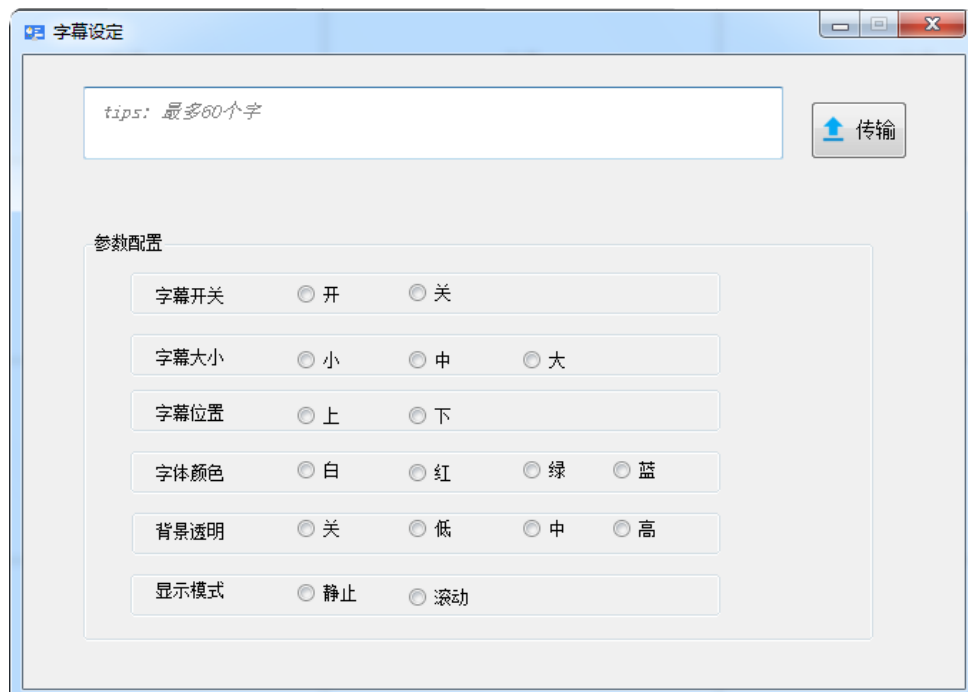 字幕设定
tips: 最多60个字
传输
参数配置
字幕开关 开 关
字幕大小 小 中 大
字幕位置 上 下
字体颜色 白 红 绿 蓝
背景透明 关 低 中 高
显示模式 静止 滚动